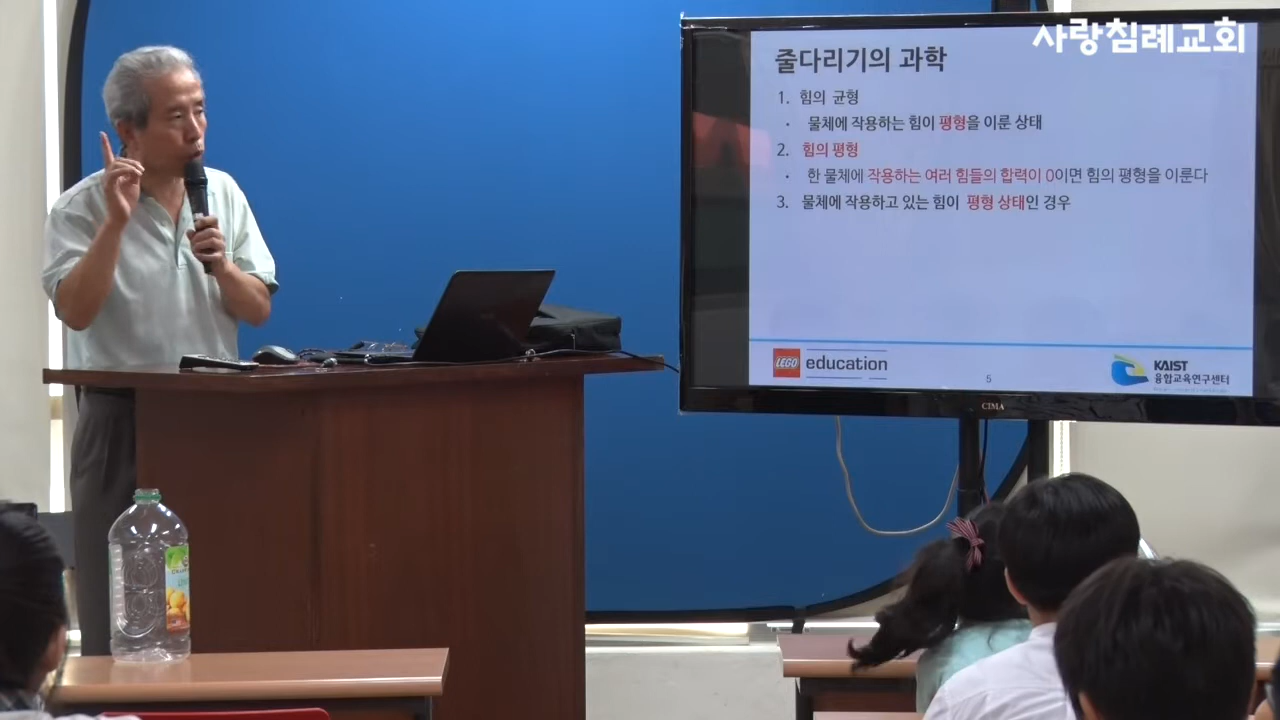 사랑침례교회
줄다리기의 과학
1. 힘의 균형
· 물체에 작용하는 힘이 평형을 이룬 상태
2. 힘의 평형
· 한 물체에 작용하는 여러 힘들의 합력이 0이면 힘의 평형을 이룬다
3. 물체에 작용하고 있는 힘이 평형 상태인 경우
LEGO education
5
KAIST
융합교육연구센터
CIMA